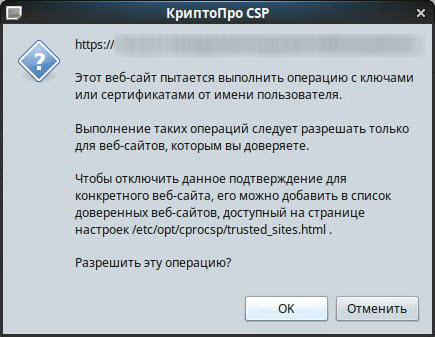 КриптоПро CSP
https://
Этот веб-сайт пытается выполнить операцию с ключами
или сертификатами от имени пользователя.
Выполнение таких операций следует разрешать только
для веб-сайтов, которым вы доверяете.
Чтобы отключить данное подтверждение для
конкретного веб-сайта, его можно добавить в список
доверенных веб-сайтов, доступный на странице
настроек /etc/opt/cprocsp/trusted_sites.html .
Разрешить эту операцию?
OK
Отменить